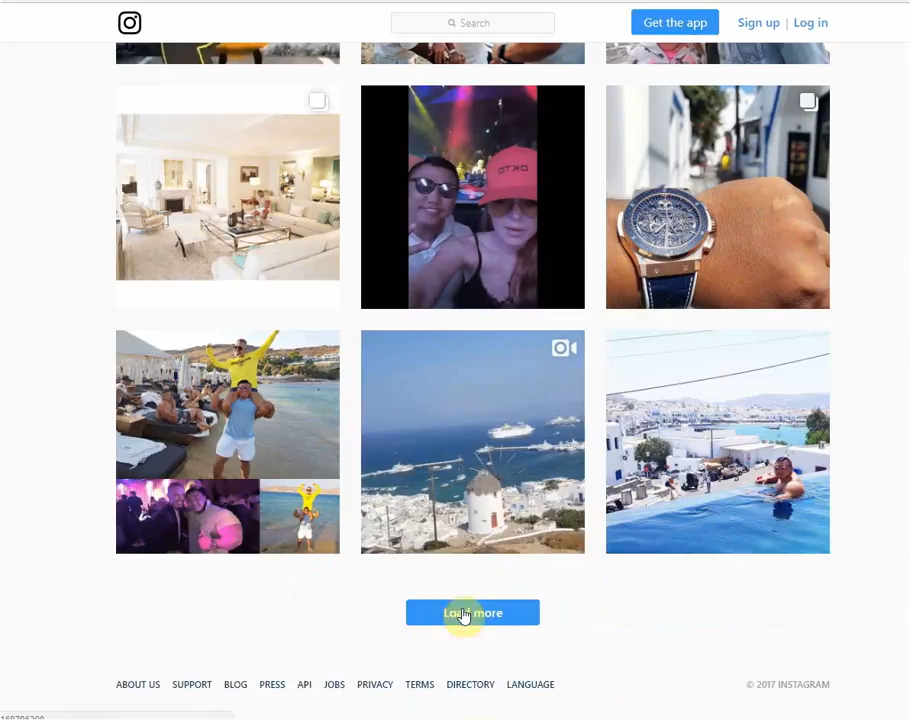 Search
Get the app
Sign up | Log in
OTXO
Load more
ABOUT US SUPPORT BLOG PRESS API JOBS PRIVACY TERMS DIRECTORY LANGUAGE
© 2017 INSTAGRAM